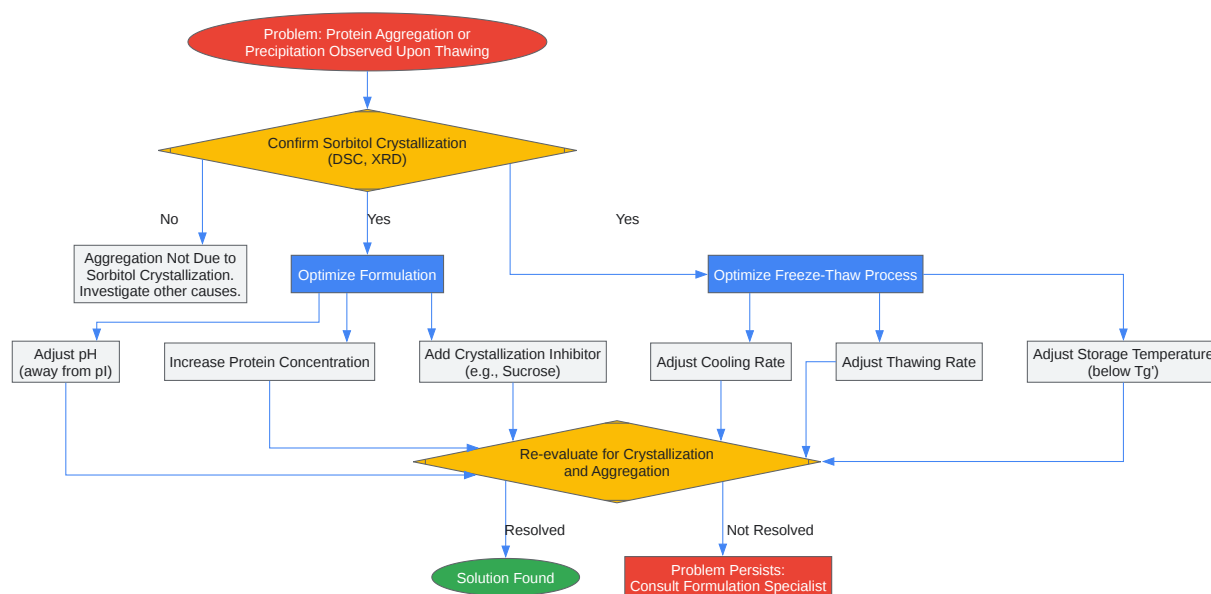 Problem: Protein Aggregation or
Precipitation Observed Upon Thawing
Confirm Sorbitol Crystallization
(DSC, XRD)
No
Yes
Yes
Aggregation Not Due to
Sorbitol Crystallization.
Investigate other causes.
Optimize Formulation
Optimize Freeze-Thaw Process
Adjust pH
(away from pI)
Increase Protein Concentration
Add Crystallization Inhibitor
(e.g., Sucrose)
Adjust Cooling Rate
Adjust Thawing Rate
Adjust Storage Temperature
(below Tg')
Re-evaluate for Crystallization
and Aggregation
Resolved
Not Resolved
Solution Found
Problem Persists:
Consult Formulation Specialist